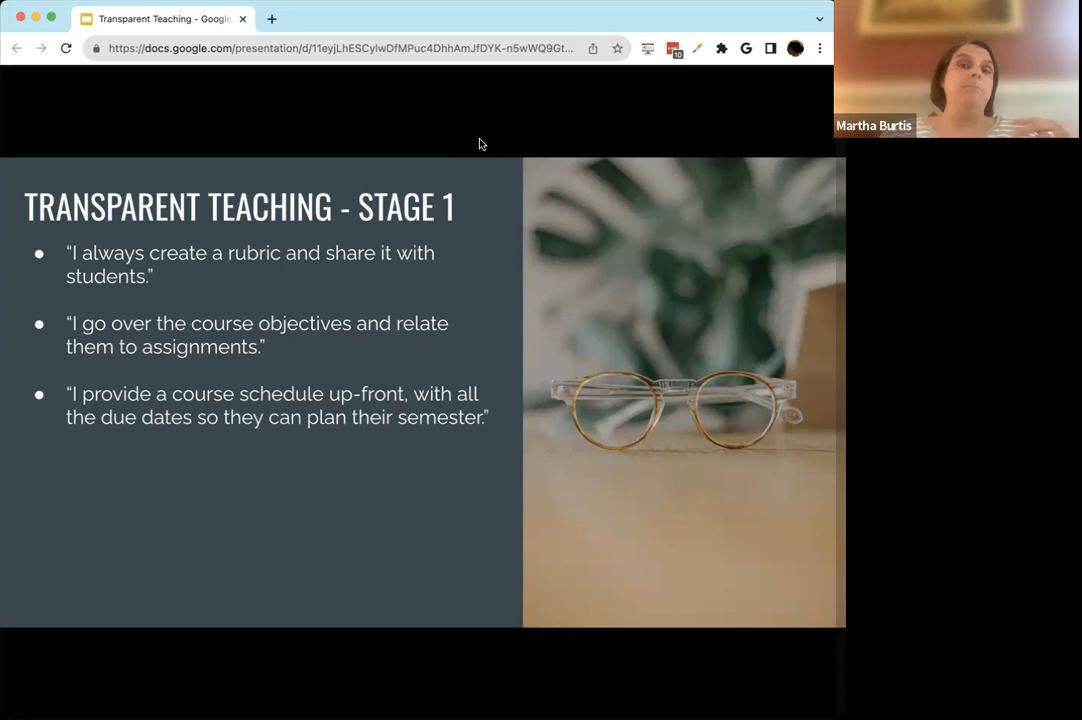 Transparent Teaching - Google
https://docs.google.com/presentation/d/11eyjLhESCylwDfMPuc4DhhAmJfDYK-n5wWQ9Gt...
10
Martha Burtis
TRANSPARENT TEACHING - STAGE 1
● “I always create a rubric and share it with
students.”
● “I go over the course objectives and relate
them to assignments.”
● “I provide a course schedule up-front, with all
the due dates so they can plan their semester.”